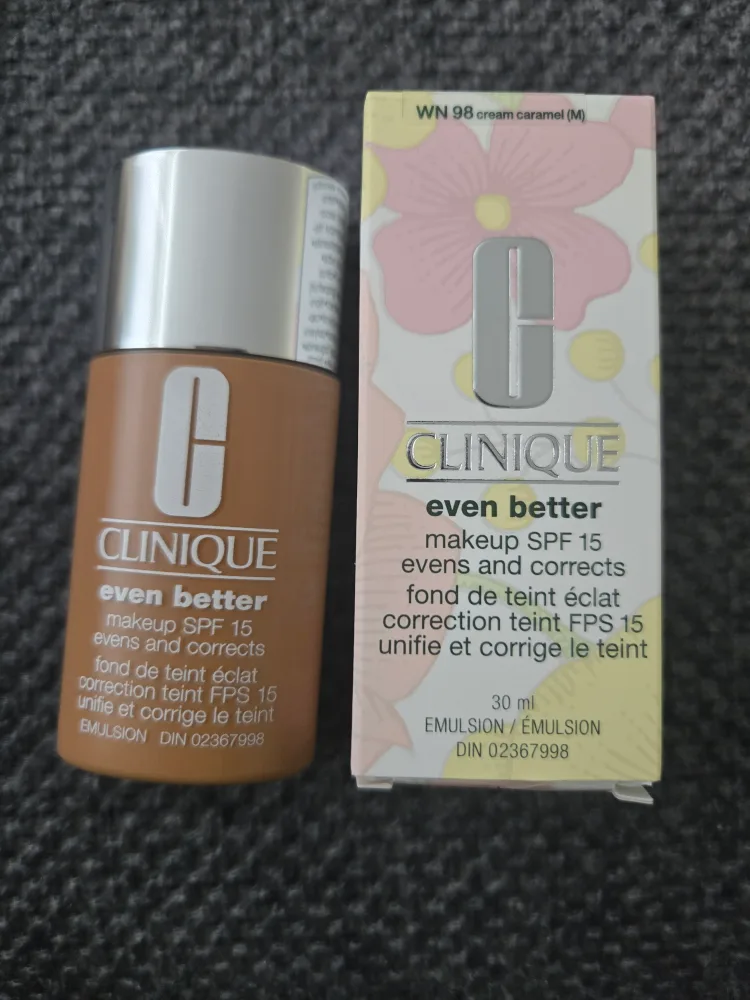 CLINIQUE
even better
makeup SPF 15
evens and corrects
fond de teint éclat
correction teint FPS 15
unifie et corrige le teint
EMULSION DIN 02367998
WN 98 cream caramel (M)
CLINIQUE
even better
makeup SPF 15
evens and corrects
fond de teint éclat
correction teint FPS 15
unifie et corrige le teint
30 ml
EMULSION / ÉMULSION
DIN 02367998